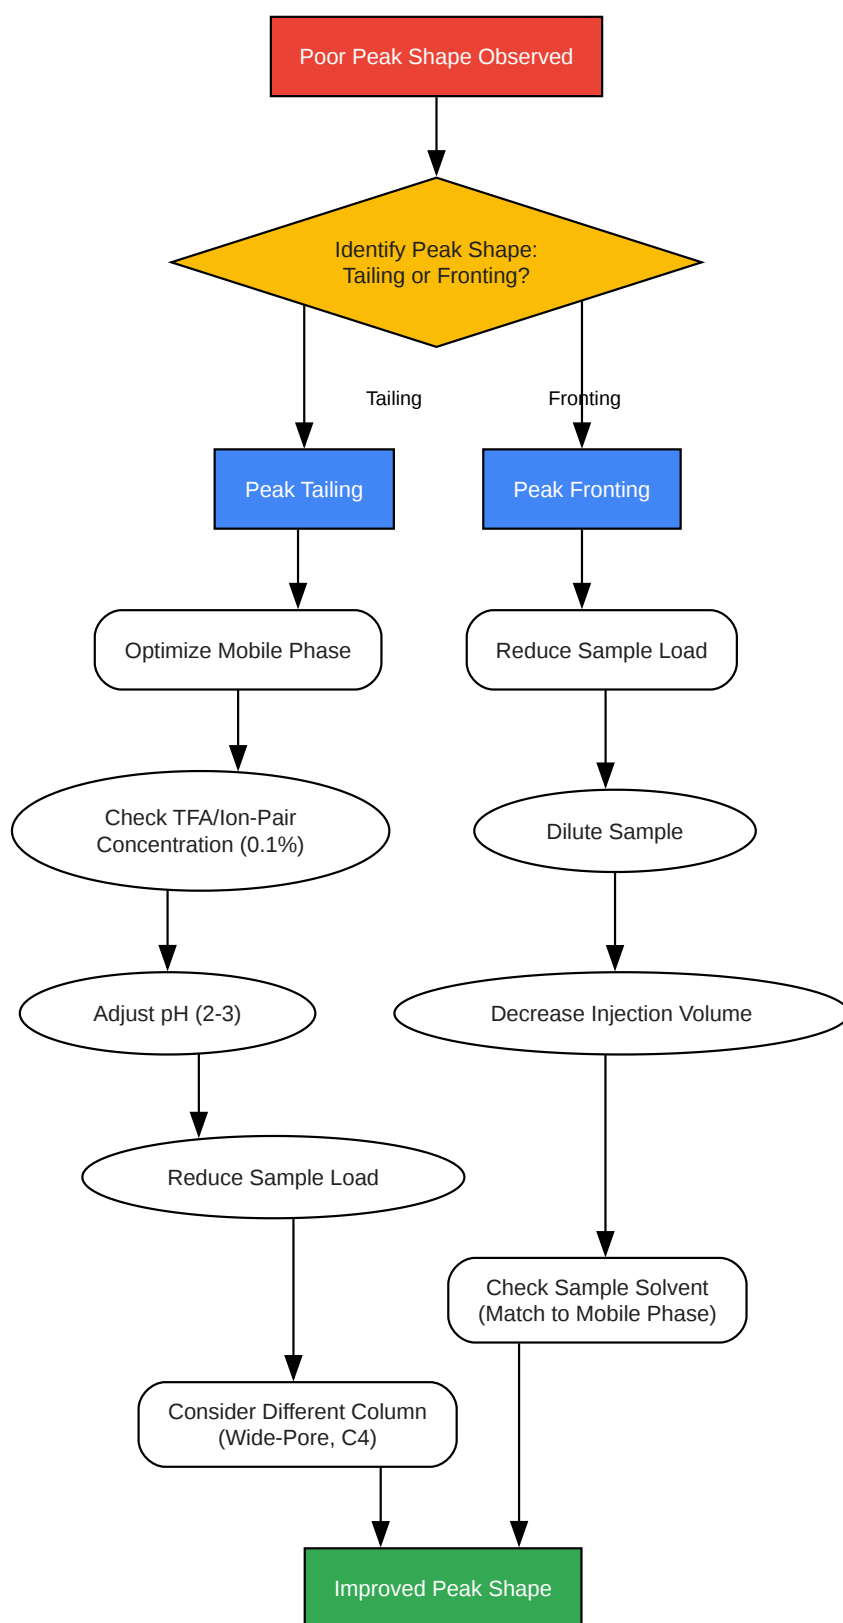 Poor Peak Shape Observed
Identify Peak Shape:
Tailing or Fronting?
Tailing
Fronting
Peak Tailing
Peak Fronting
Optimize Mobile Phase
Reduce Sample Load
Check TFA/Ion-Pair
Concentration (0.1%)
Dilute Sample
Adjust pH (2-3)
Decrease Injection Volume
Reduce Sample Load
Check Sample Solvent
(Match to Mobile Phase)
Consider Different Column
(Wide-Pore, C4)
Improved Peak Shape